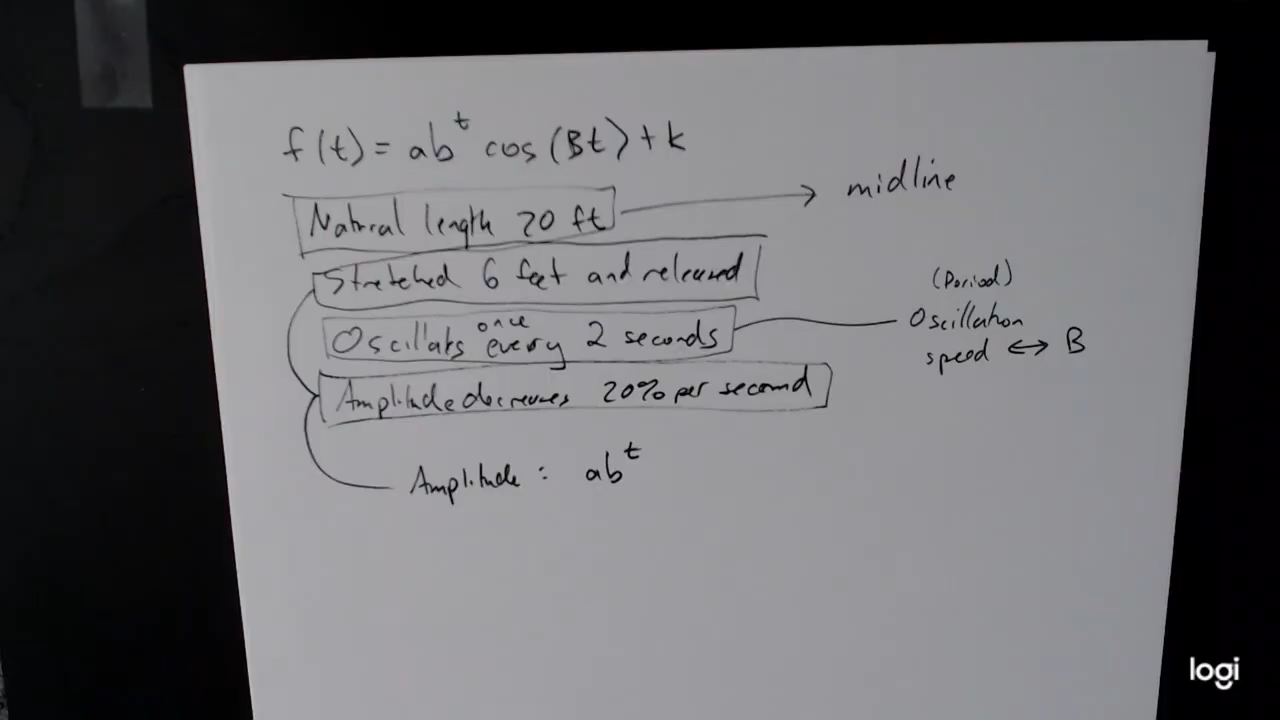 f(t) = ab^t cos(Bt) + k
Natural length 20 ft → midline
Stretched 6 feet and released
(Period)
Oscillates once every 2 seconds
Oscillation
speed ↔ B
Amplitude decreases 20% per second
Amplitude : ab^t
logi